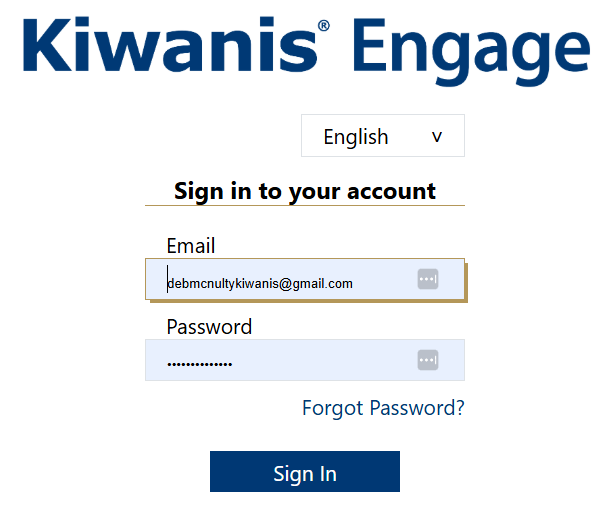 Kiwanis® Engage
English v
Sign in to your account
Email
debmcnultykiwanis@gmail.com
Password
••••••••••••••
Forgot Password?
Sign In